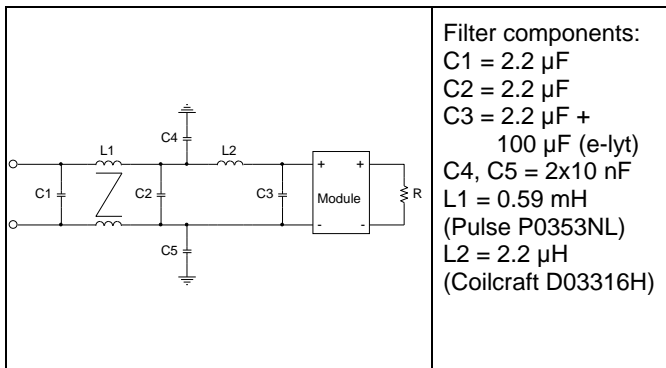 L1
C4
L2
C1
C2
C3
+ +
Module
- -
R
C5
Filter components:
C1 = 2.2 µF
C2 = 2.2 µF
C3 = 2.2 µF +
100 µF (e-lyt)
C4, C5 = 2x10 nF
L1 = 0.59 mH
(Pulse P0353NL)
L2 = 2.2 µH
(Coilcraft D03316H)